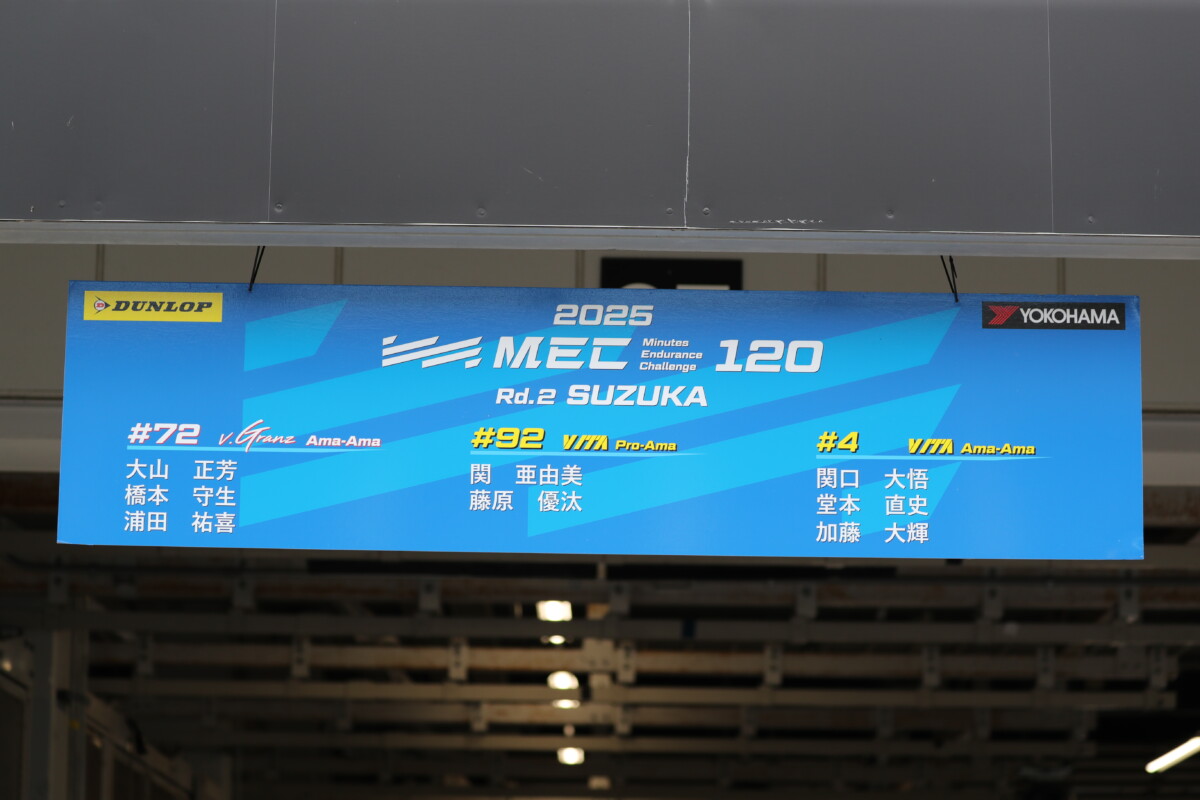 DUNLOP
YOKOHAMA
2025
MEC Minutes Endurance Challenge 120
Rd.2 SUZUKA
#72 v.Granz Ama-Ama
大山 正芳
橋本 守生
浦田 祐喜
#92 VITA Pro-Ama
関 亜由美
藤原 優汰
#4 VITA Ama-Ama
関口 大悟
堂本 直史
加藤 大輝